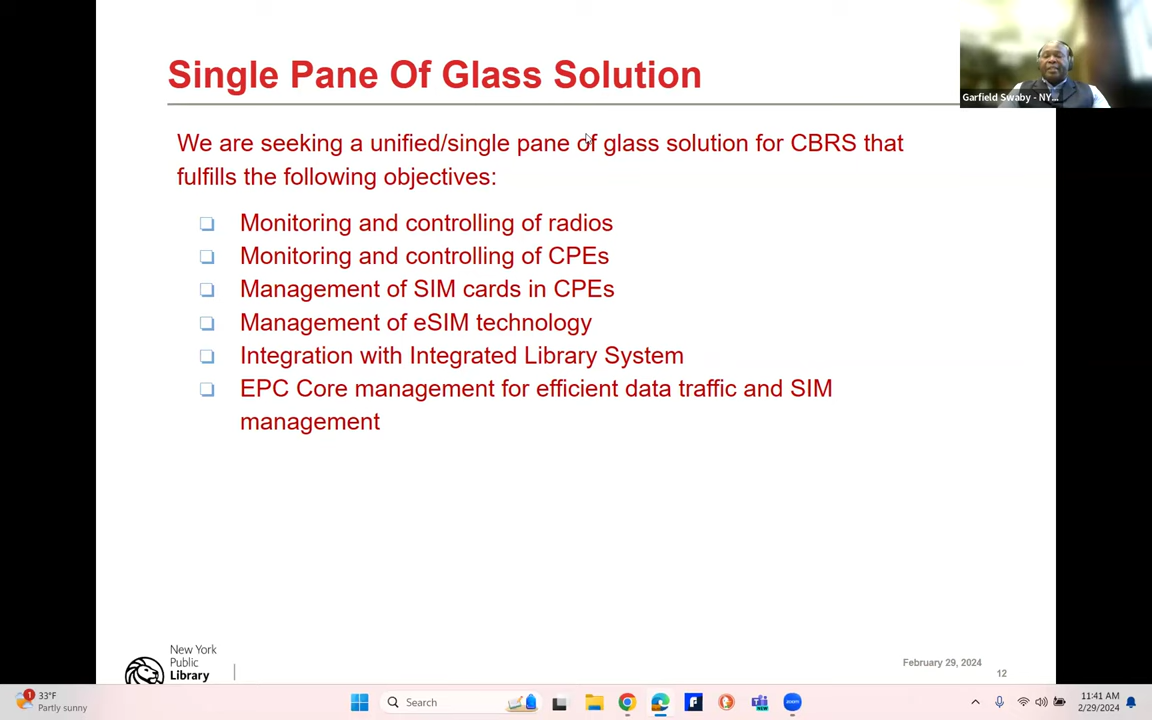 Single Pane Of Glass Solution
Garfield Swaby - NY...
We are seeking a unified/single pane of glass solution for CBRS that
fulfills the following objectives:
Monitoring and controlling of radios
Monitoring and controlling of CPEs
Management of SIM cards in CPEs
Management of eSIM technology
Integration with Integrated Library System
EPC Core management for efficient data traffic and SIM
management
New York
Public
Library
February 29, 2024
12
1
33°F
Partly sunny
Search
NEW
zoom
11:41 AM
2/29/2024